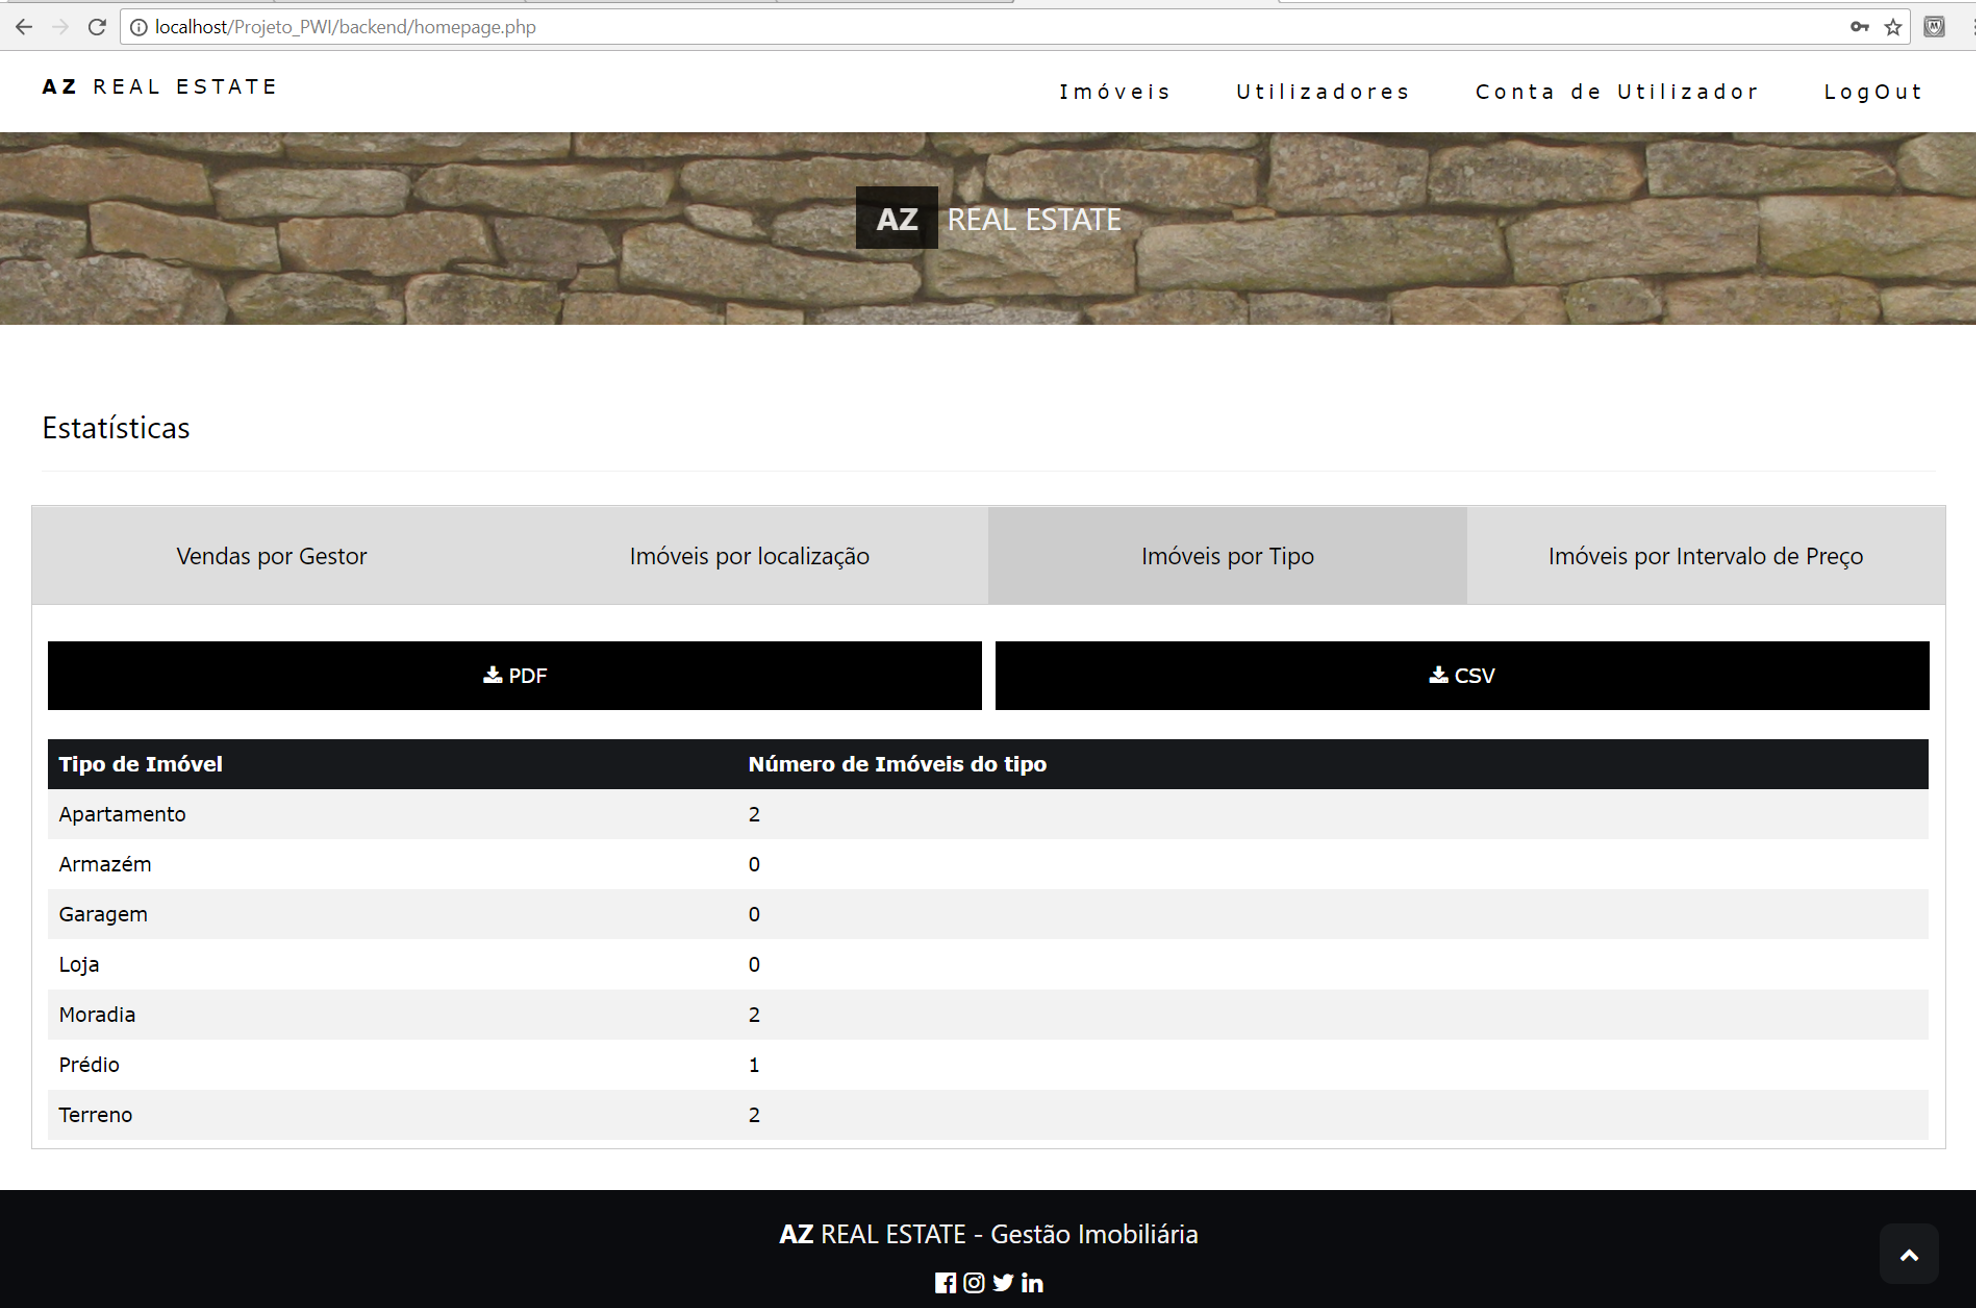 localhost/Projeto_PWI/backend/homepage.php
AZ REAL ESTATE
Imóveis Utilizadores Conta de Utilizador LogOut
AZ REAL ESTATE
Estatísticas
Vendas por Gestor Imóveis por localização Imóveis por Tipo Imóveis por Intervalo de Preço
PDF CSV
Tipo de Imóvel Número de Imóveis do tipo
Apartamento 2
Armazém 0
Garagem 0
Loja 0
Moradia 2
Prédio 1
Terreno 2
AZ REAL ESTATE - Gestão Imobiliária